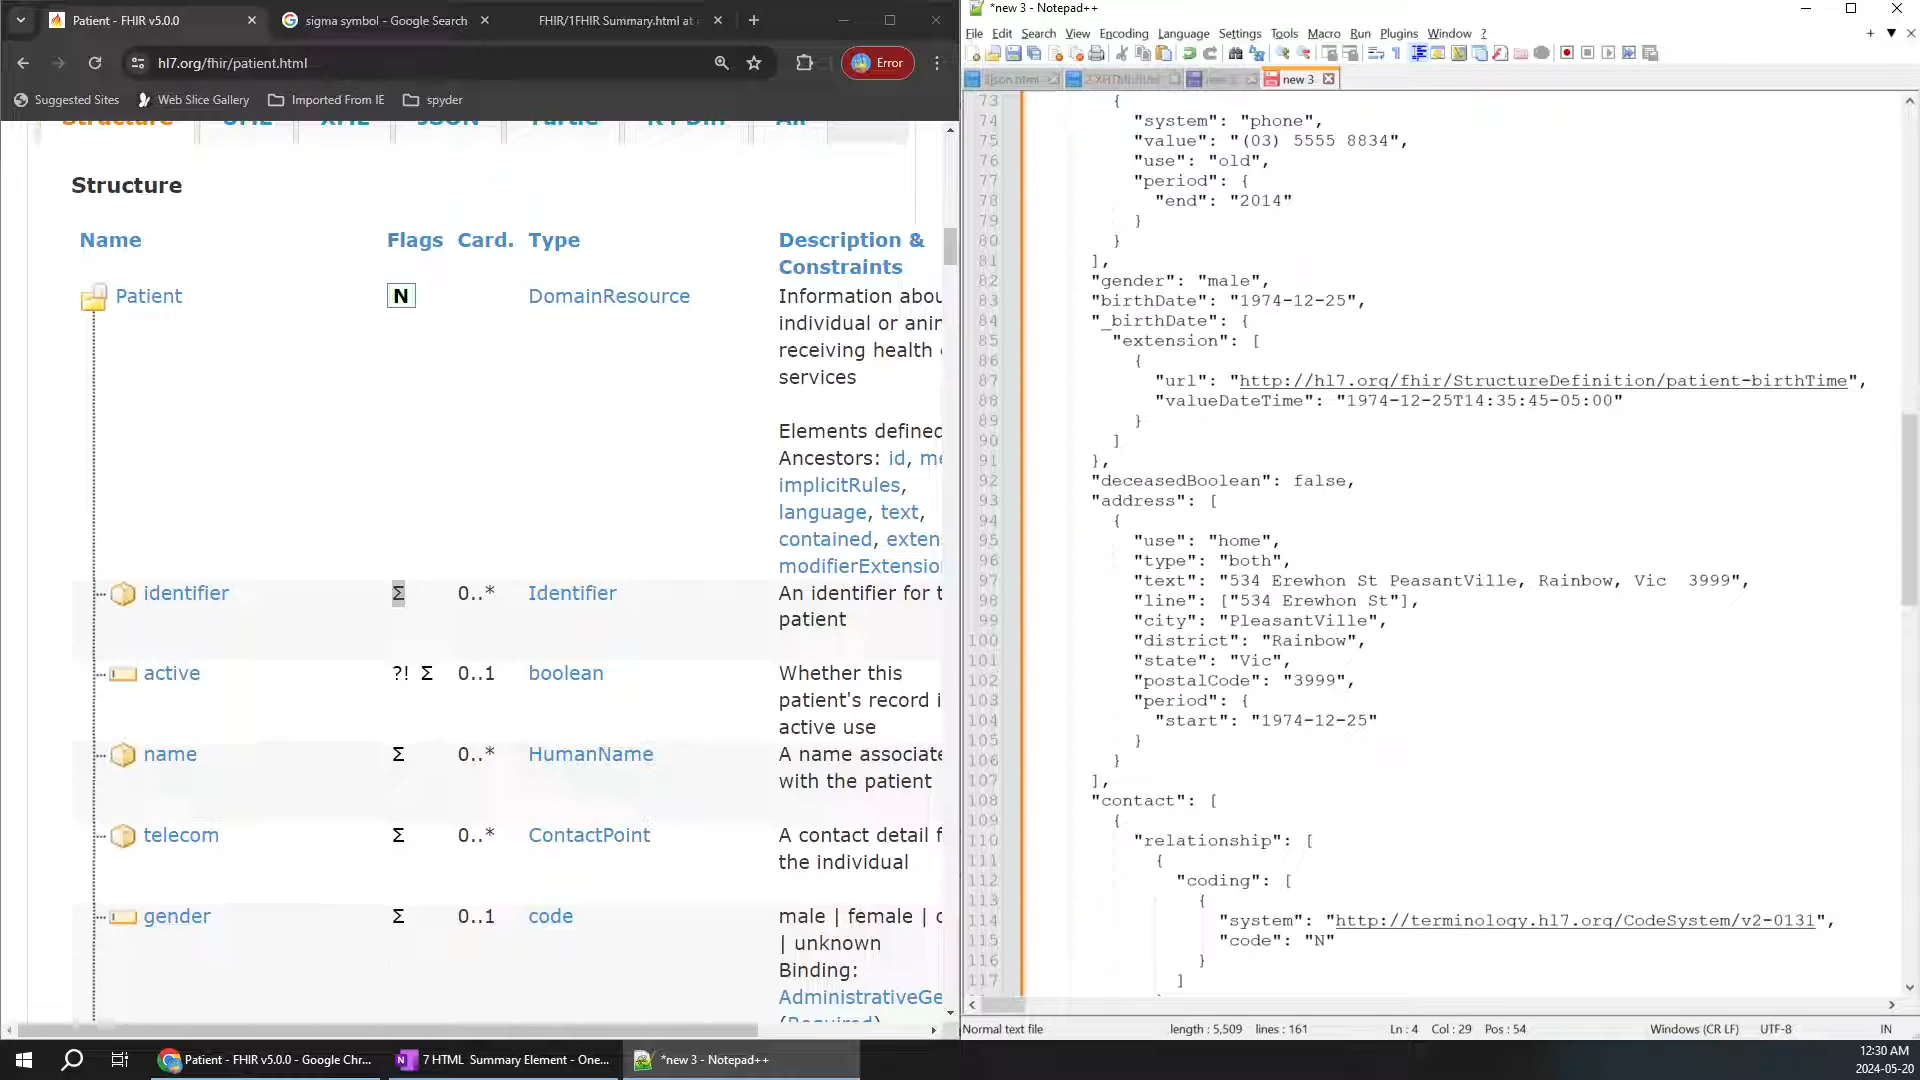 Patient - FHIR v5.0.0
sigma symbol - Google Search
FHIR/1FHIR Summary.html at
hl7.org/fhir/patient.html
Error
Suggested Sites
Web Slice Gallery
Imported From IE
spyder
Structure
UML
XML
JSON
Turtle
R4 Diff
All
Structure
Name Flags Card. Type Description & Constraints
Patient N DomainResource
Information abou
individual or anin
receiving health
services
Elements defined
Ancestors: id, me
implicitRules,
language, text,
contained, exten
modifierExtensio
identifier Σ 0..* Identifier An identifier for t
patient
active ?! Σ 0..1 boolean Whether this
patient's record i
active use
name Σ 0..* HumanName A name associate
with the patient
telecom Σ 0..* ContactPoint A contact detail f
the individual
gender Σ 0..1 code male | female | o
| unknown
Binding:
AdministrativeGe
(Required)
*new 3 - Notepad++
File Edit Search View Encoding Language Settings Tools Macro Run Plugins Window ?
new 3
73 {
74 "system": "phone",
75 "value": "(03) 5555 8834",
76 "use": "old",
77 "period": {
78 "end": "2014"
79 }
80 }
81 ],
82 "gender": "male",
83 "birthDate": "1974-12-25",
84 "_birthDate": {
85 "extension": [
86 {
87 "url": "http://hl7.org/fhir/StructureDefinition/patient-birthTime",
88 "valueDateTime": "1974-12-25T14:35:45-05:00"
89 }
90 ]
91 },
92 "deceasedBoolean": false,
93 "address": [
94 {
95 "use": "home",
96 "type": "both",
97 "text": "534 Erewhon St PeasantVille, Rainbow, Vic  3999",
98 "line": ["534 Erewhon St"],
99 "city": "PleasantVille",
100 "district": "Rainbow",
101 "state": "Vic",
102 "postalCode": "3999",
103 "period": {
104 "start": "1974-12-25"
105 }
106 }
107 ],
108 "contact": [
109 {
110 "relationship": [
111 {
112 "coding": [
113 {
114 "system": "http://terminology.hl7.org/CodeSystem/v2-0131",
115 "code": "N"
116 }
117 ]
Normal text file length : 5,509 lines : 161 Ln : 4 Col : 29 Pos : 54 Windows (CR LF) UTF-8 IN
Patient - FHIR v5.0.0 - Google Chr...
7 HTML Summary Element - One...
*new 3 - Notepad++
12:30 AM
2024-05-20